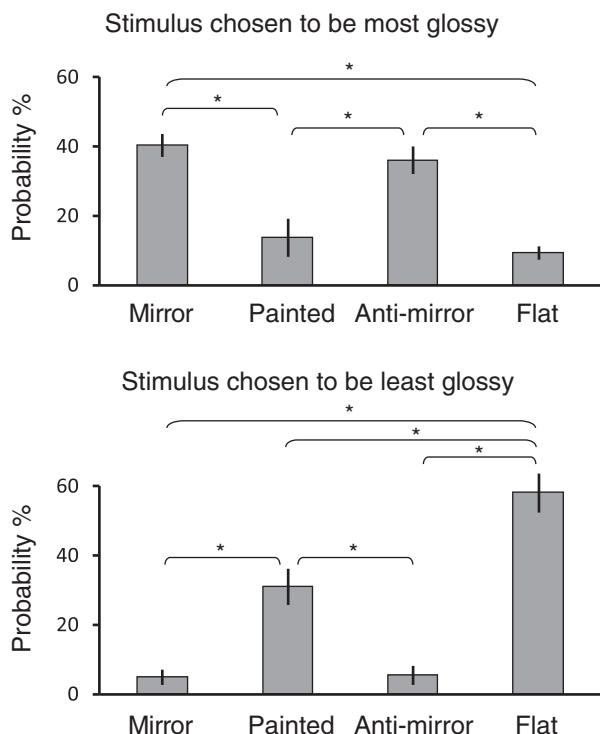 Stimulus chosen to be most glossy
*
*
*
*
Probability %
60
40
20
0
Mirror Painted Anti-mirror Flat
Stimulus chosen to be least glossy
*
*
*
*
*
Probability %
60
40
20
0
Mirror Painted Anti-mirror Flat